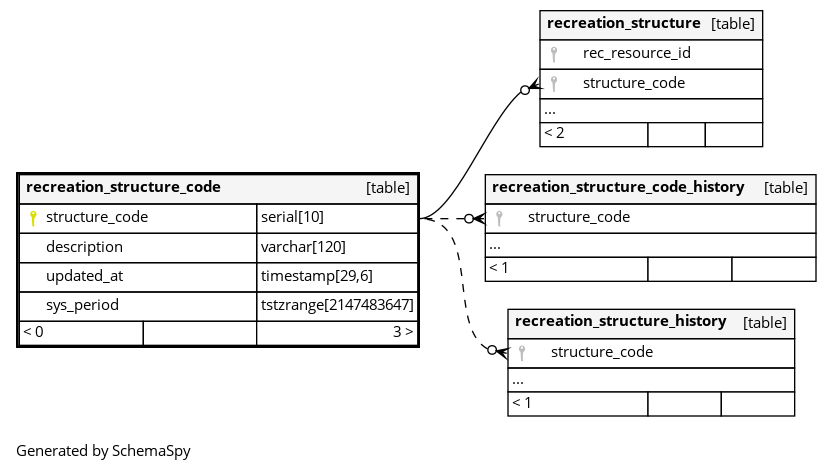 recreation_structure [table]
rec_resource_id
structure_code
...
< 2
recreation_structure_code [table]
structure_code serial[10]
description varchar[120]
updated_at timestamp[29,6]
sys_period tstzrange[2147483647]
< 0 3 >
recreation_structure_code_history [table]
structure_code
...
< 1
recreation_structure_history [table]
structure_code
...
< 1
Generated by SchemaSpy